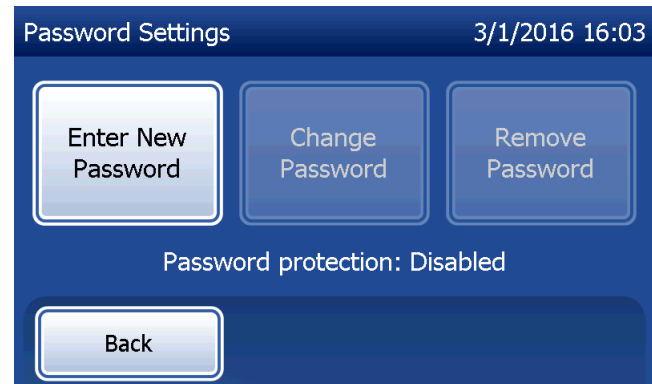 Password Settings 3/1/2016 16:03
Enter New
Password
Change
Password
Remove
Password
Password protection: Disabled
Back